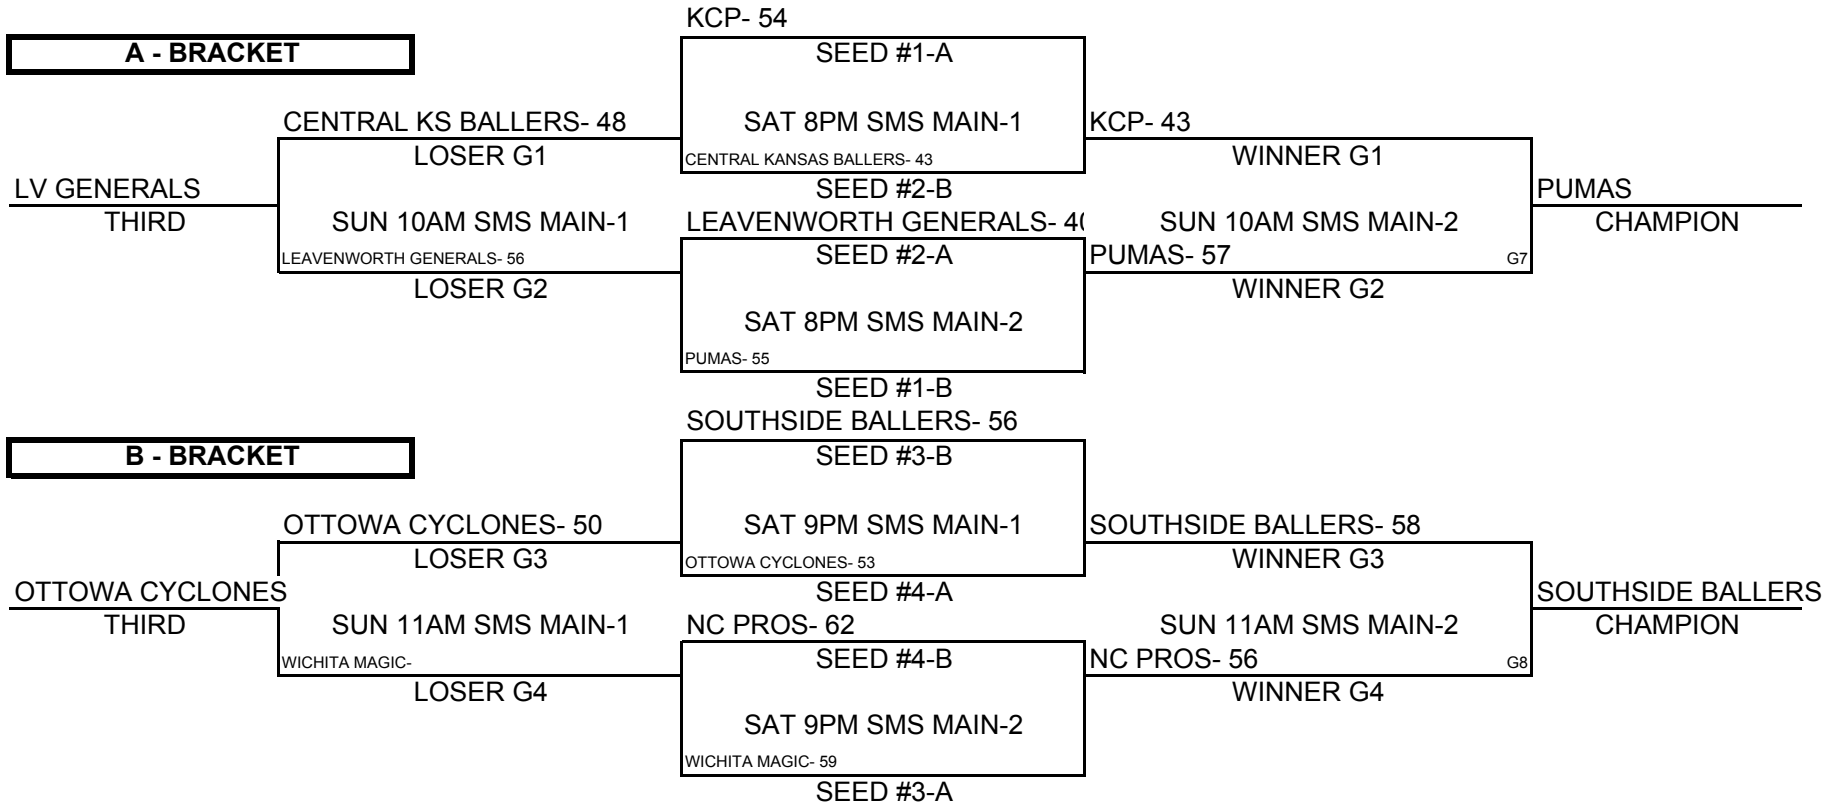 KCP- 54
A - BRACKET
SEED #1-A
CENTRAL KS BALLERS- 48
SAT 8PM SMS MAIN-1
KCP- 43
LOSER G1
CENTRAL KANSAS BALLERS- 43
WINNER G1
LV GENERALS
SEED #2-B
PUMAS
THIRD
SUN 10AM SMS MAIN-1
LEAVENWORTH GENERALS- 40
SUN 10AM SMS MAIN-2
CHAMPION
LEAVENWORTH GENERALS- 56
SEED #2-A
PUMAS- 57
G7
LOSER G2
WINNER G2
SAT 8PM SMS MAIN-2
PUMAS- 55
SEED #1-B
SOUTHSIDE BALLERS- 56
B - BRACKET
SEED #3-B
OTTOWA CYCLONES- 50
SAT 9PM SMS MAIN-1
SOUTHSIDE BALLERS- 58
LOSER G3
OTTOWA CYCLONES- 53
WINNER G3
OTTOWA CYCLONES
SEED #4-A
SOUTHSIDE BALLERS
THIRD
SUN 11AM SMS MAIN-1
NC PROS- 62
SUN 11AM SMS MAIN-2
CHAMPION
WICHITA MAGIC-
SEED #4-B
NC PROS- 56
G8
LOSER G4
WINNER G4
SAT 9PM SMS MAIN-2
WICHITA MAGIC- 59
SEED #3-A